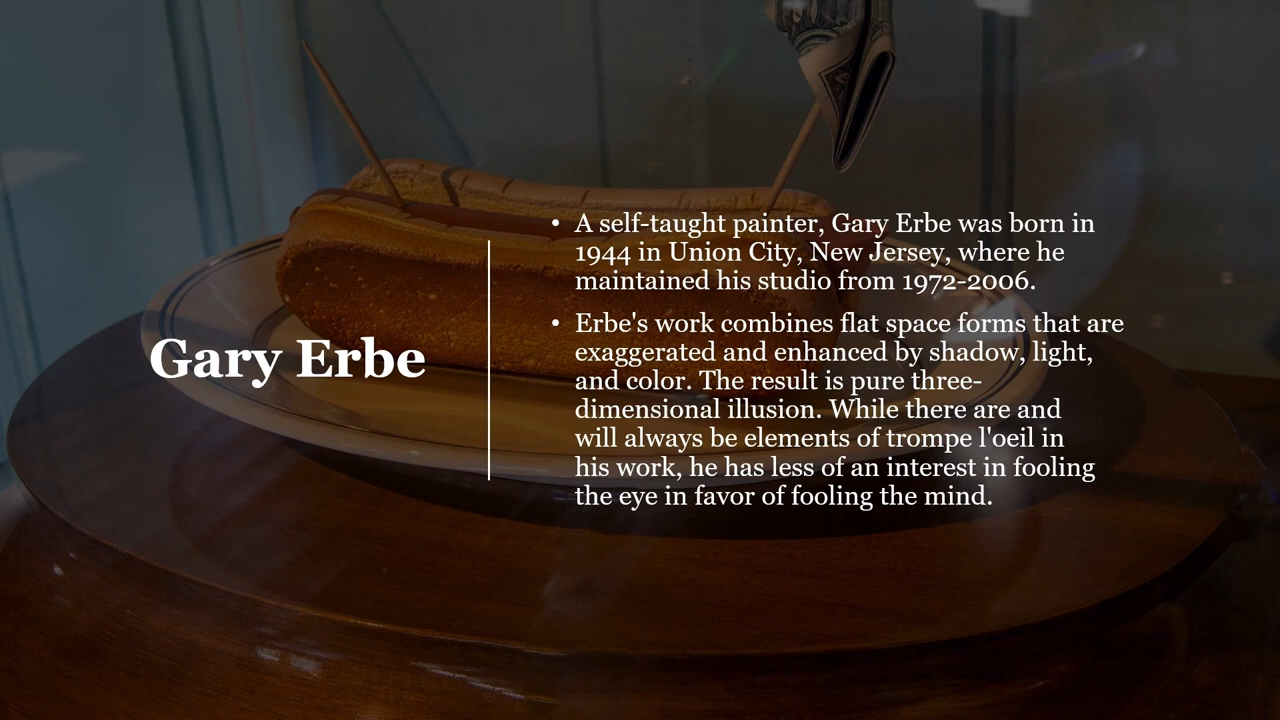 Gary Erbe
• A self-taught painter, Gary Erbe was born in
1944 in Union City, New Jersey, where he
maintained his studio from 1972-2006.
• Erbe's work combines flat space forms that are
exaggerated and enhanced by shadow, light,
and color. The result is pure three-
dimensional illusion. While there are and
will always be elements of trompe l'oeil in
his work, he has less of an interest in fooling
the eye in favor of fooling the mind.